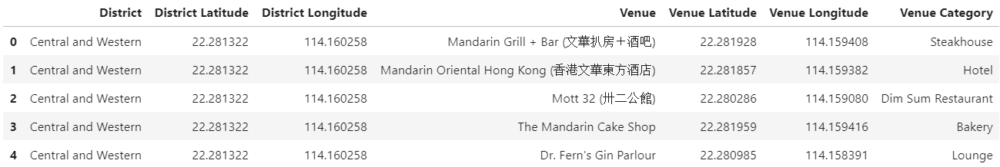 District District Latitude District Longitude Venue Venue Latitude Venue Longitude Venue Category
0 Central and Western 22.281322 114.160258 Mandarin Grill + Bar (文華扒房＋酒吧) 22.281928 114.159408 Steakhouse
1 Central and Western 22.281322 114.160258 Mandarin Oriental Hong Kong (香港文華東方酒店) 22.281857 114.159382 Hotel
2 Central and Western 22.281322 114.160258 Mott 32 (卅二公館) 22.280286 114.159080 Dim Sum Restaurant
3 Central and Western 22.281322 114.160258 The Mandarin Cake Shop 22.281959 114.159416 Bakery
4 Central and Western 22.281322 114.160258 Dr. Fern's Gin Parlour 22.280985 114.158391 Lounge